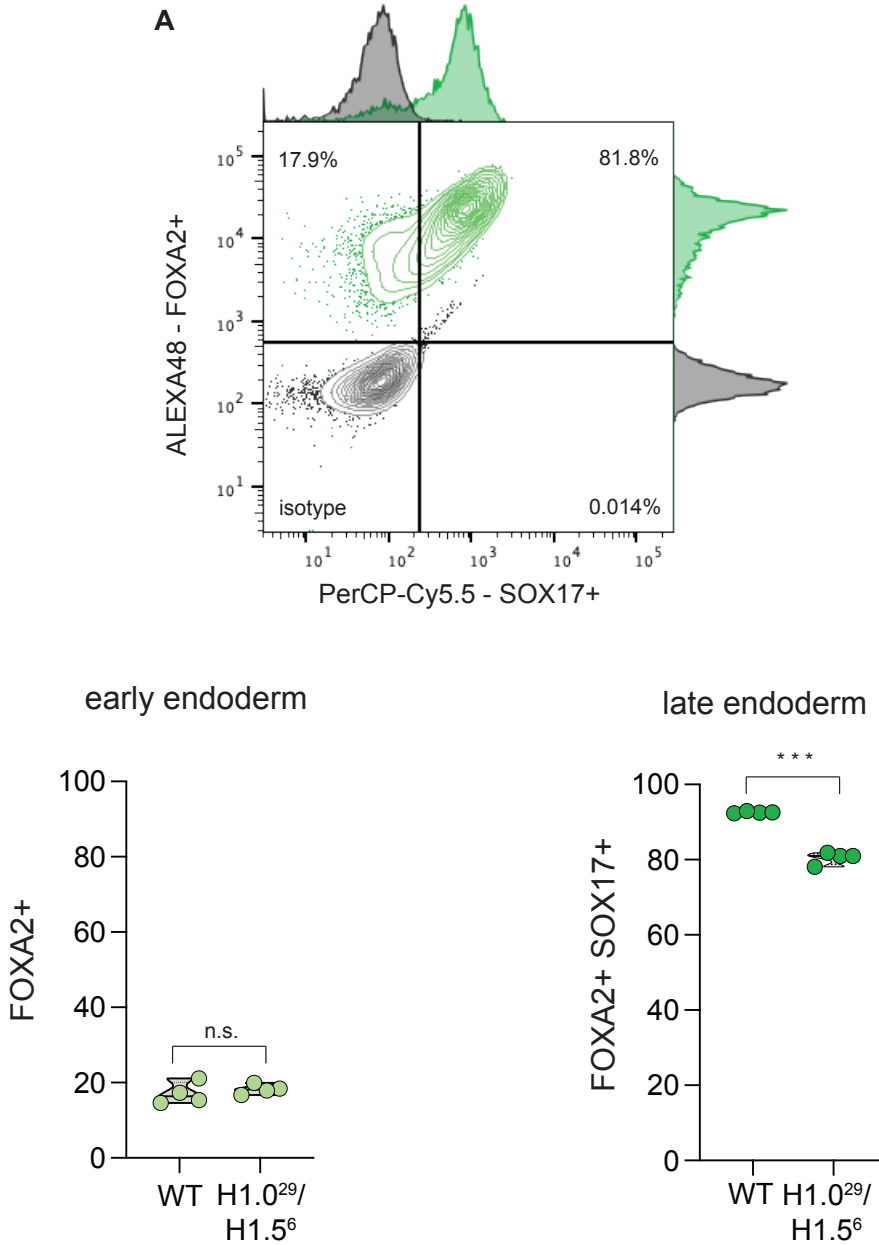 A
17.9%
81.8%
10⁵
10⁴
10³
10²
10¹
ALEXA48 - FOXA2+
isotype
0.014%
10¹ 10² 10³ 10⁴ 10⁵
PerCP-Cy5.5 - SOX17+
early endoderm
100
80
60
40
20
0
FOXA2+
n.s.
WT H1.0²⁹/
H1.5⁶
late endoderm
* * *
100
80
60
40
20
0
FOXA2+ SOX17+
WT H1.0²⁹/
H1.5⁶